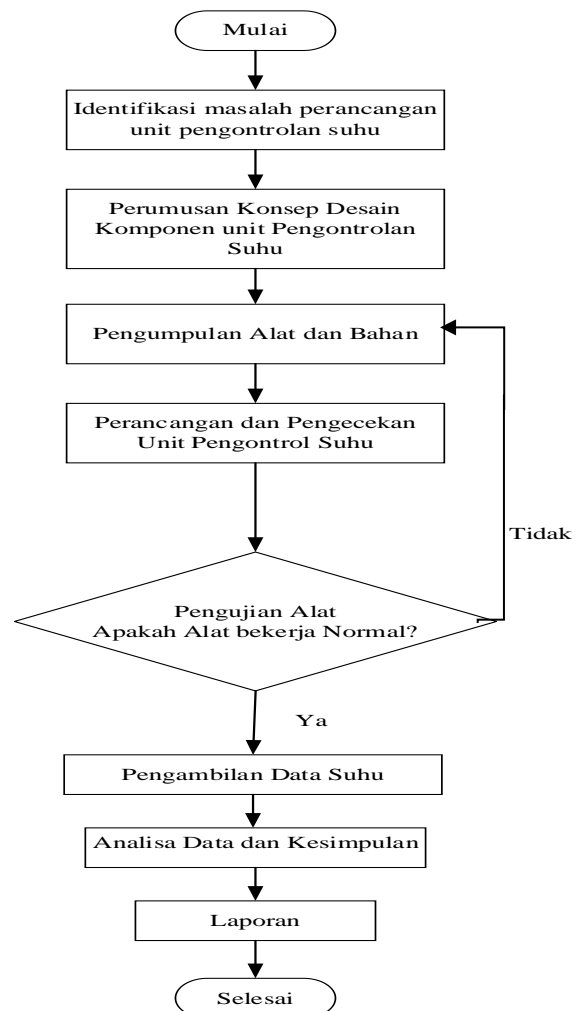 Mulai
Identifikasi masalah perancangan
unit pengontrolan suhu
Perumusan Konsep Desain
Komponen unit Pengontrolan
Suhu
Pengumpulan Alat dan Bahan
Perancangan dan Pengecekan
Unit Pengontrol Suhu
Tidak
Pengujian Alat
Apakah Alat bekerja Normal?
Ya
Pengambilan Data Suhu
Analisa Data dan Kesimpulan
Laporan
Selesai